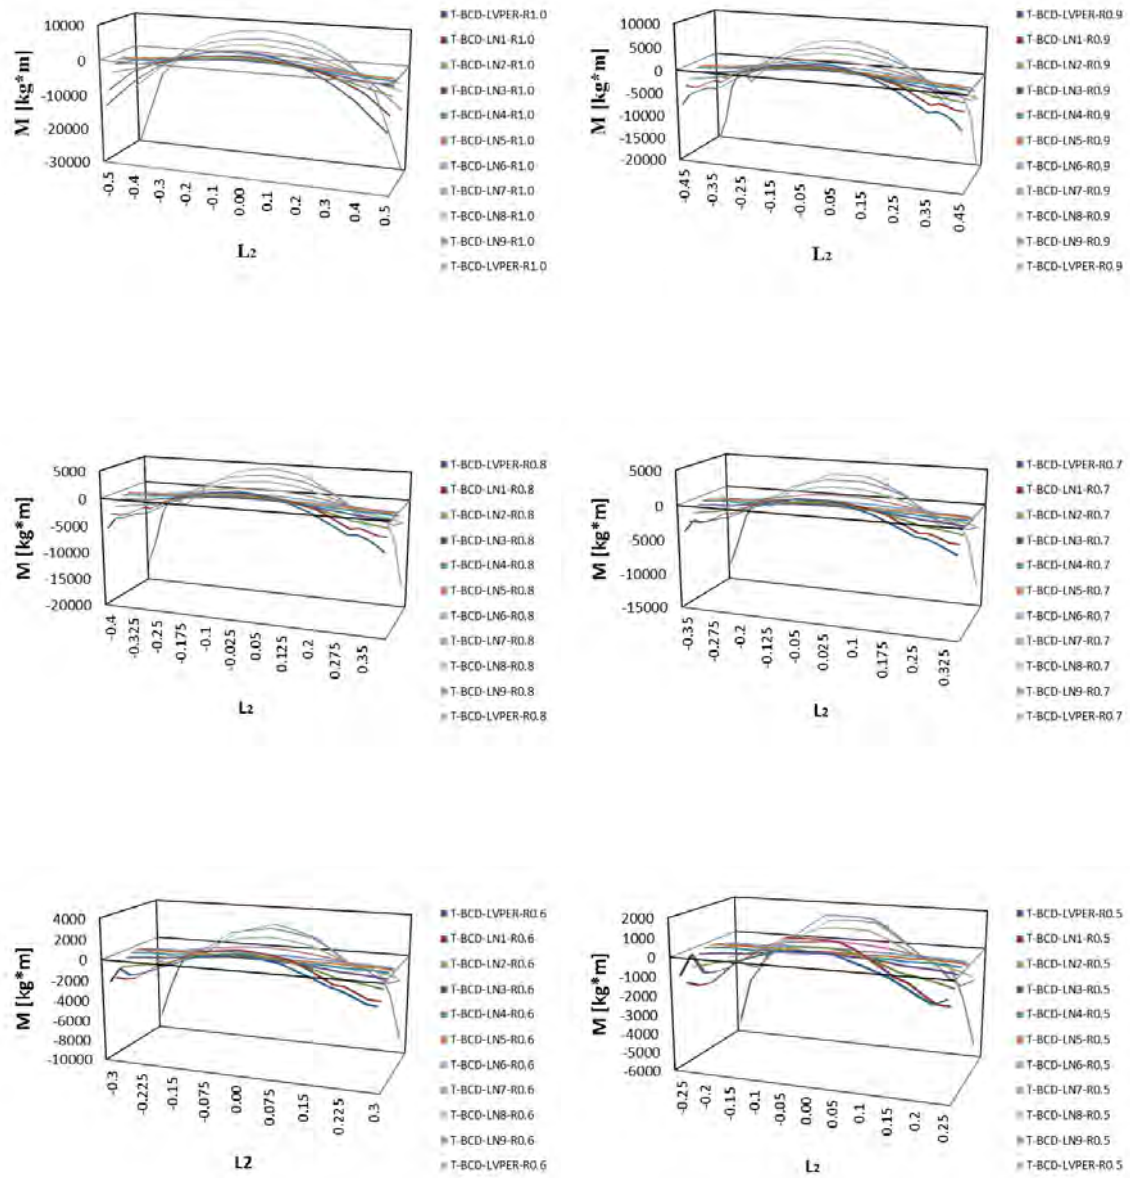 10000
0
-10000
-20000
-30000
M [kg*m]
-0.5
-0.4
-0.3
-0.2
-0.1
0.00
0.1
0.2
0.3
0.4
0.5
L₂
T-BCD-LVPER-R1.0
T-BCD-LN1-R1.0
T-BCD-LN2-R1.0
T-BCD-LN3-R1.0
T-BCD-LN4-R1.0
T-BCD-LN5-R1.0
T-BCD-LN6-R1.0
T-BCD-LN7-R1.0
T-BCD-LN8-R1.0
T-BCD-LN9-R1.0
T-BCD-LVPER-R1.0
10000
5000
0
-5000
-10000
-15000
-20000
M [kg*m]
-0.45
-0.35
-0.25
-0.15
-0.05
0.05
0.15
0.25
0.35
0.45
L₂
T-BCD-LVPER-R0.9
T-BCD-LN1-R0.9
T-BCD-LN2-R0.9
T-BCD-LN3-R0.9
T-BCD-LN4-R0.9
T-BCD-LN5-R0.9
T-BCD-LN6-R0.9
T-BCD-LN7-R0.9
T-BCD-LN8-R0.9
T-BCD-LN9-R0.9
T-BCD-LVPER-R0.9
5000
0
-5000
-10000
-15000
-20000
M [kg*m]
-0.4
-0.325
-0.25
-0.175
-0.1
-0.025
0.05
0.125
0.2
0.275
0.35
L₂
T-BCD-LVPER-R0.8
T-BCD-LN1-R0.8
T-BCD-LN2-R0.8
T-BCD-LN3-R0.8
T-BCD-LN4-R0.8
T-BCD-LN5-R0.8
T-BCD-LN6-R0.8
T-BCD-LN7-R0.8
T-BCD-LN8-R0.8
T-BCD-LN9-R0.8
T-BCD-LVPER-R0.8
5000
0
-5000
-10000
-15000
M [kg*m]
-0.35
-0.275
-0.2
-0.125
-0.05
0.025
0.1
0.175
0.25
0.325
L₂
T-BCD-LVPER-R0.7
T-BCD-LN1-R0.7
T-BCD-LN2-R0.7
T-BCD-LN3-R0.7
T-BCD-LN4-R0.7
T-BCD-LN5-R0.7
T-BCD-LN6-R0.7
T-BCD-LN7-R0.7
T-BCD-LN8-R0.7
T-BCD-LN9-R0.7
T-BCD-LVPER-R0.7
4000
2000
0
-2000
-4000
-6000
-8000
-10000
M [kg*m]
-0.3
-0.225
-0.15
-0.075
0.00
0.075
0.15
0.225
0.3
L2
T-BCD-LVPER-R0.6
T-BCD-LN1-R0.6
T-BCD-LN2-R0.6
T-BCD-LN3-R0.6
T-BCD-LN4-R0.6
T-BCD-LN5-R0.6
T-BCD-LN6-R0.6
T-BCD-LN7-R0.6
T-BCD-LN8-R0.6
T-BCD-LN9-R0.6
T-BCD-LVPER-R0.6
2000
1000
0
-1000
-2000
-3000
-4000
-5000
-6000
M [kg*m]
-0.25
-0.2
-0.15
-0.1
-0.05
0.00
0.05
0.1
0.15
0.2
0.25
L₂
T-BCD-LVPER-R0.5
T-BCD-LN1-R0.5
T-BCD-LN2-R0.5
T-BCD-LN3-R0.5
T-BCD-LN4-R0.5
T-BCD-LN5-R0.5
T-BCD-LN6-R0.5
T-BCD-LN7-R0.5
T-BCD-LN8-R0.5
T-BCD-LN9-R0.5
T-BCD-LVPER-R0.5